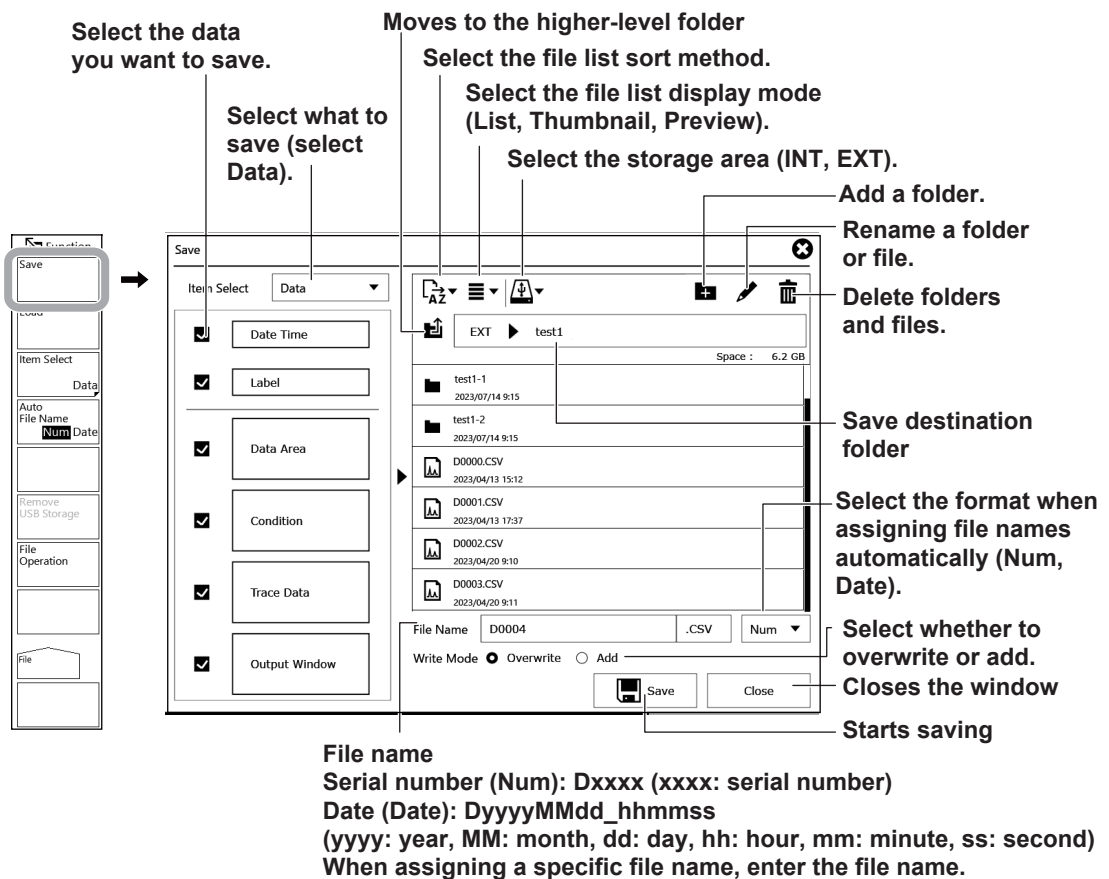 Select the data
you want to save.
Moves to the higher-level folder
Select the file list sort method.
Select the file list display mode
(List, Thumbnail, Preview).
Select what to
save (select
Data).
Select the storage area (INT, EXT).
Add a folder.
Rename a folder
or file.
Delete folders
and files.
Function
Save
Load
Item Select
Data
Auto
File Name
Num Date
Remove
USB Storage
File
Operation
File
Save
Item Select
Data
Date Time
Label
Data Area
Condition
Trace Data
Output Window
AZ
EXT
test1
Space : 6.2 GB
test1-1
2023/07/14 9:15
test1-2
2023/07/14 9:15
D0000.CSV
2023/04/13 15:12
D0001.CSV
2023/04/13 17:37
D0002.CSV
2023/04/20 9:10
D0003.CSV
2023/04/20 9:11
File Name D0004 .CSV Num
Write Mode Overwrite Add
Save
Close
Save destination
folder
Select the format when
assigning file names
automatically (Num,
Date).
Select whether to
overwrite or add.
Closes the window
Starts saving
File name
Serial number (Num): Dxxxx (xxxx: serial number)
Date (Date): DyyyyMMdd_hhmmss
(yyyy: year, MM: month, dd: day, hh: hour, mm: minute, ss: second)
When assigning a specific file name, enter the file name.